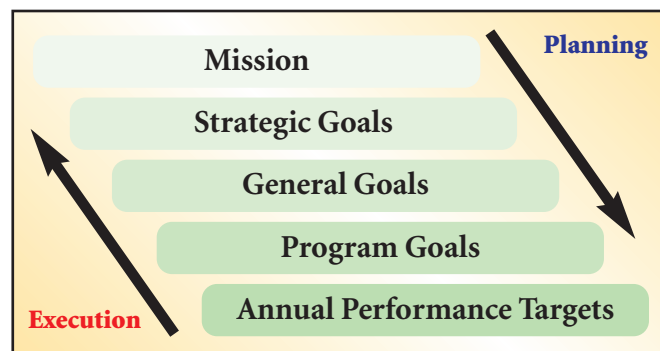 Planning
Mission
Strategic Goals
General Goals
Program Goals
Annual Performance Targets
Execution